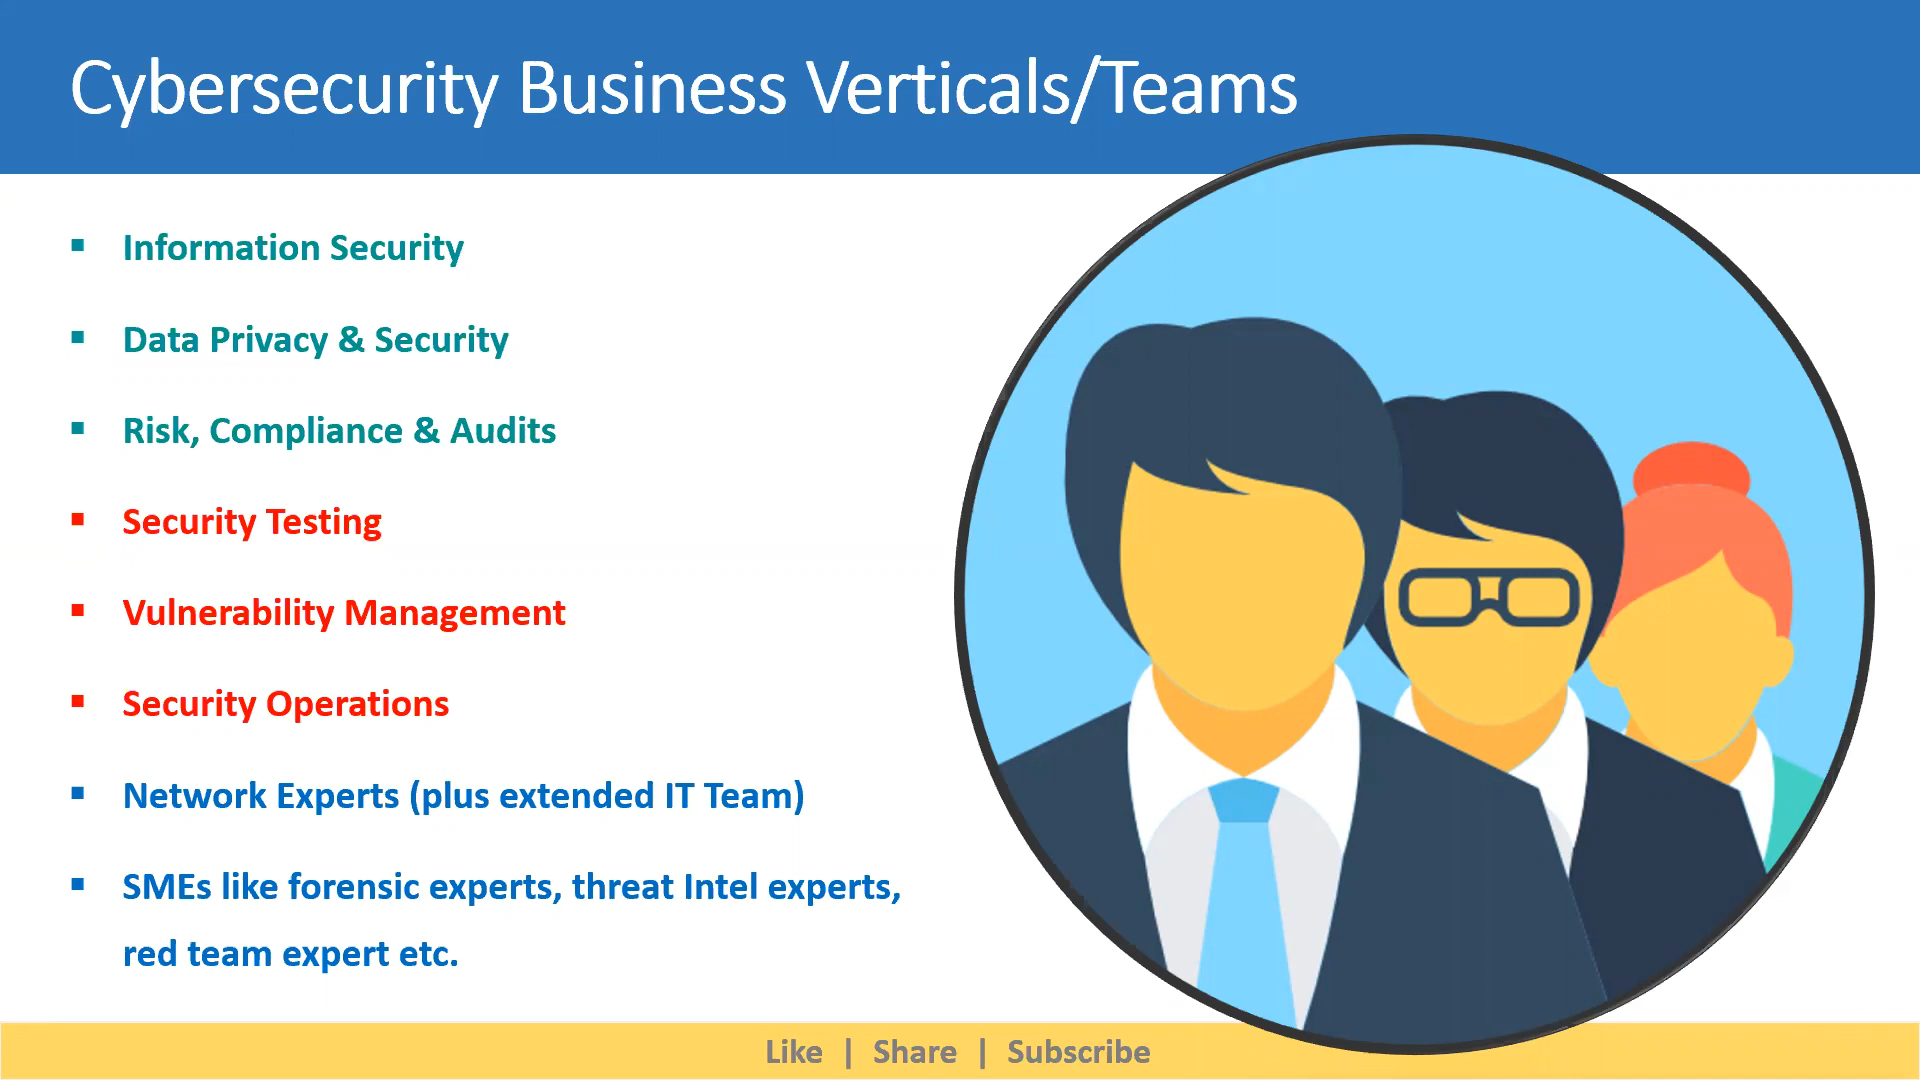 Cybersecurity Business Verticals/Teams
▪ Information Security
▪ Data Privacy & Security
▪ Risk, Compliance & Audits
▪ Security Testing
▪ Vulnerability Management
▪ Security Operations
▪ Network Experts (plus extended IT Team)
▪ SMEs like forensic experts, threat Intel experts,
red team expert etc.
Like | Share | Subscribe